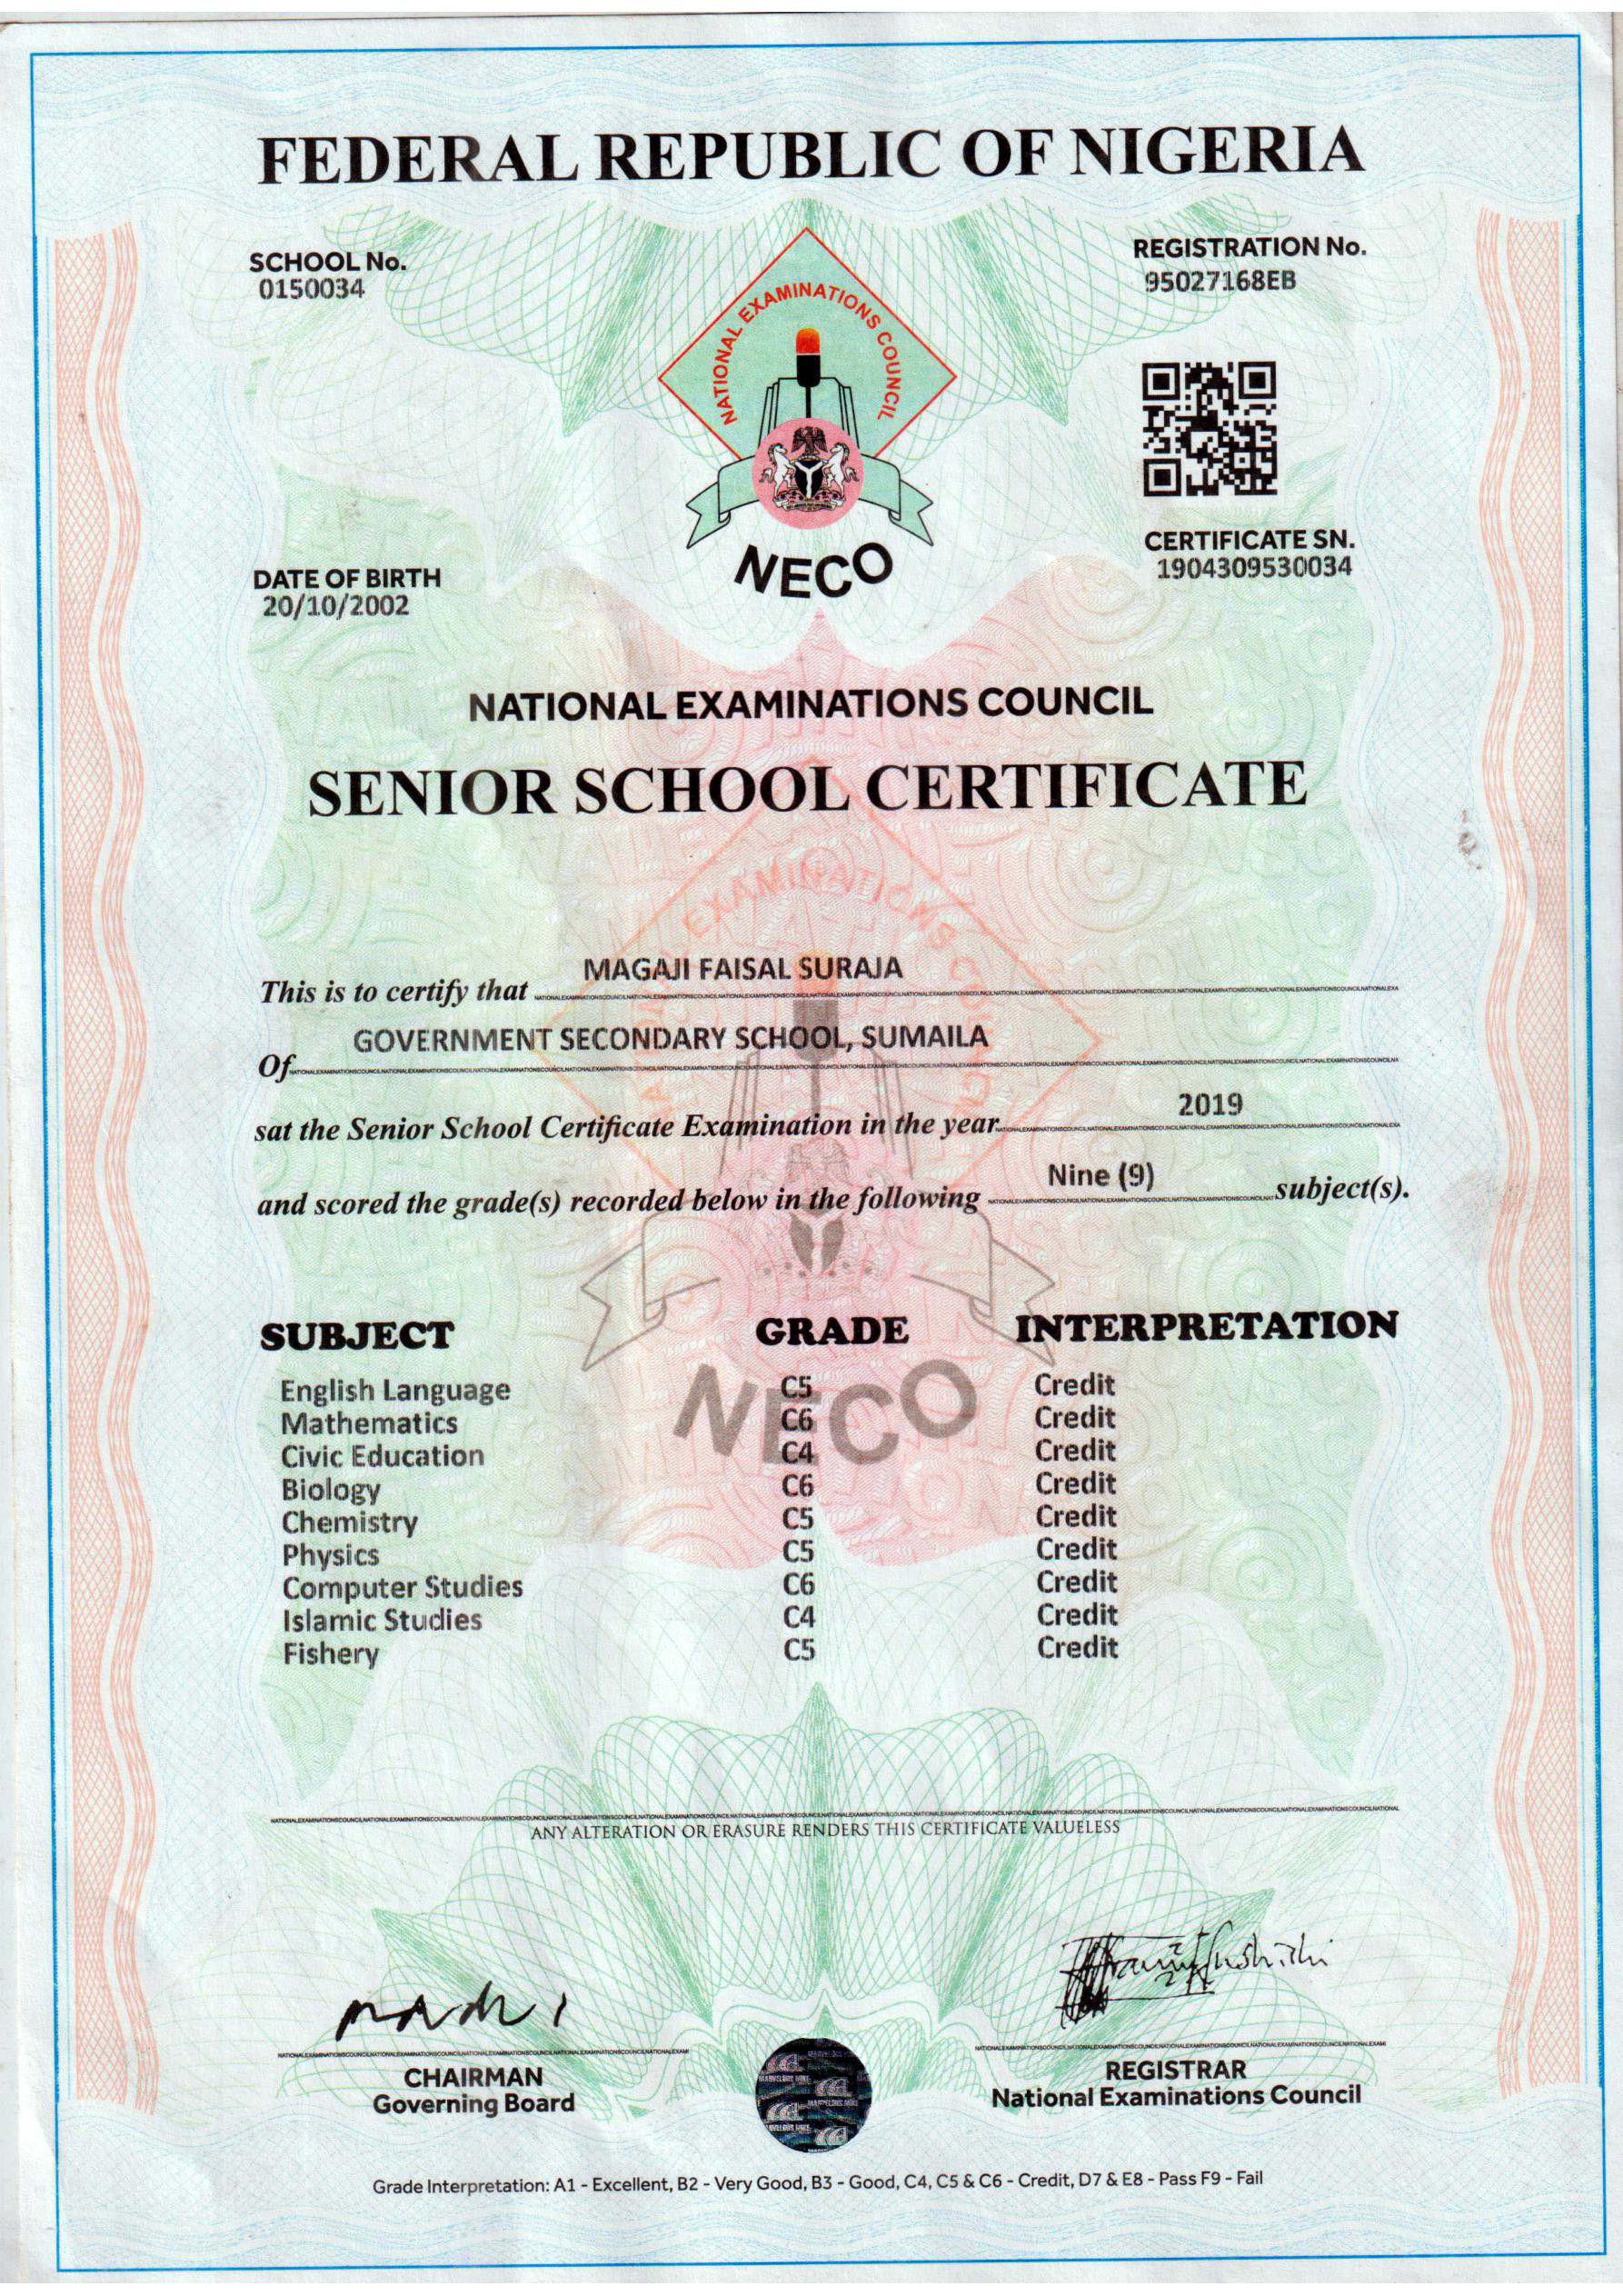 FEDERAL REPUBLIC OF NIGERIA
SCHOOL No.
0150034
REGISTRATION No.
95027168EB
NATIONAL EXAMINATIONS COUNCIL
NECO
CERTIFICATE SN.
1904309530034
DATE OF BIRTH
20/10/2002
NATIONAL EXAMINATIONS COUNCIL
SENIOR SCHOOL CERTIFICATE
This is to certify that MAGAJI FAISAL SURAJA
Of GOVERNMENT SECONDARY SCHOOL, SUMAILA
sat the Senior School Certificate Examination in the year 2019
and scored the grade(s) recorded below in the following Nine (9) subject(s).
SUBJECT GRADE INTERPRETATION
English Language C5 Credit
Mathematics C6 Credit
Civic Education C4 Credit
Biology C6 Credit
Chemistry C5 Credit
Physics C5 Credit
Computer Studies C6 Credit
Islamic Studies C4 Credit
Fishery C5 Credit
NECO
ANY ALTERATION OR ERASURE RENDERS THIS CERTIFICATE VALUELESS
CHAIRMAN
Governing Board
REGISTRAR
National Examinations Council
Grade Interpretation: A1 - Excellent, B2 - Very Good, B3 - Good, C4, C5 & C6 - Credit, D7 & E8 - Pass F9 - Fail